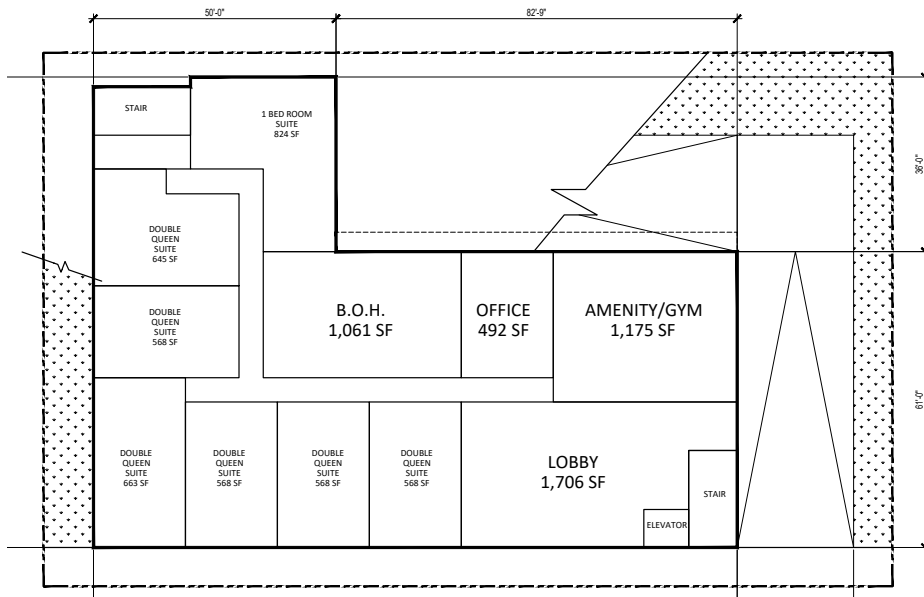 50'-0"
82'-9"
STAIR
1 BED ROOM
SUITE
824 SF
36'-0"
DOUBLE
QUEEN
SUITE
645 SF
DOUBLE
QUEEN
SUITE
568 SF
B.O.H.
1,061 SF
OFFICE
492 SF
AMENITY/GYM
1,175 SF
61'-0"
DOUBLE
QUEEN
SUITE
663 SF
DOUBLE
QUEEN
SUITE
568 SF
DOUBLE
QUEEN
SUITE
568 SF
DOUBLE
QUEEN
SUITE
568 SF
LOBBY
1,706 SF
STAIR
ELEVATOR